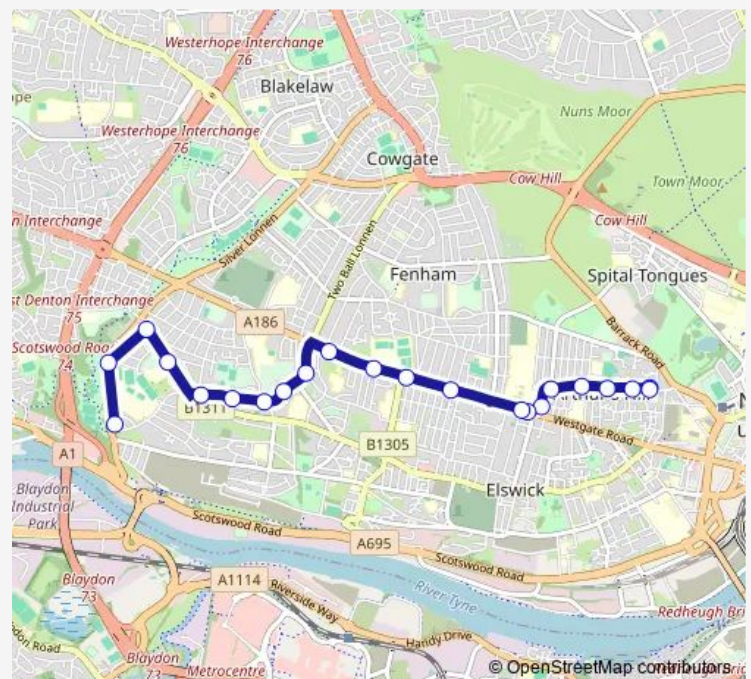 Westerhope Interchange
76
Blakelaw
Nuns Moor
Westerhope Interchange
76
Cowgate
Cow Hill
Town Moor
Interchange
Silver Lonnen
Cow Hill
Two Ball Lonnen
Fenham
Spital Tongues
Denton Interchange
75
A186
Barrack Road
74
B1311
Westgate Road
A1
B1305
Elswick
Blaydon
Industrial
Park
Scotswood Road
A695
Scotswood Road
Blaydon
73
A1114
Riverside Way
River Tyne
Redheugh
Handy Drive
Blaydon
73
Metrocentre
© OpenStreetMap contributors